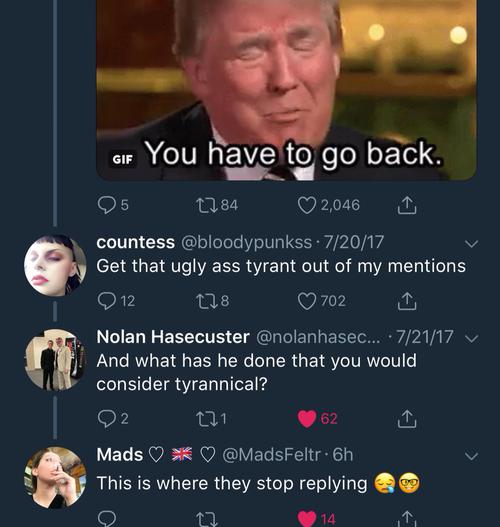 GIF You have to go back.
5 84 2,046
countess @bloodypunkss · 7/20/17
Get that ugly ass tyrant out of my mentions
12 8 702
Nolan Hasecuster @nolanhasec... · 7/21/17
And what has he done that you would
consider tyrannical?
2 1 62
Mads ♡ 🇬🇧 ♡ @MadsFeltr · 6h
This is where they stop replying 😪🤓
14